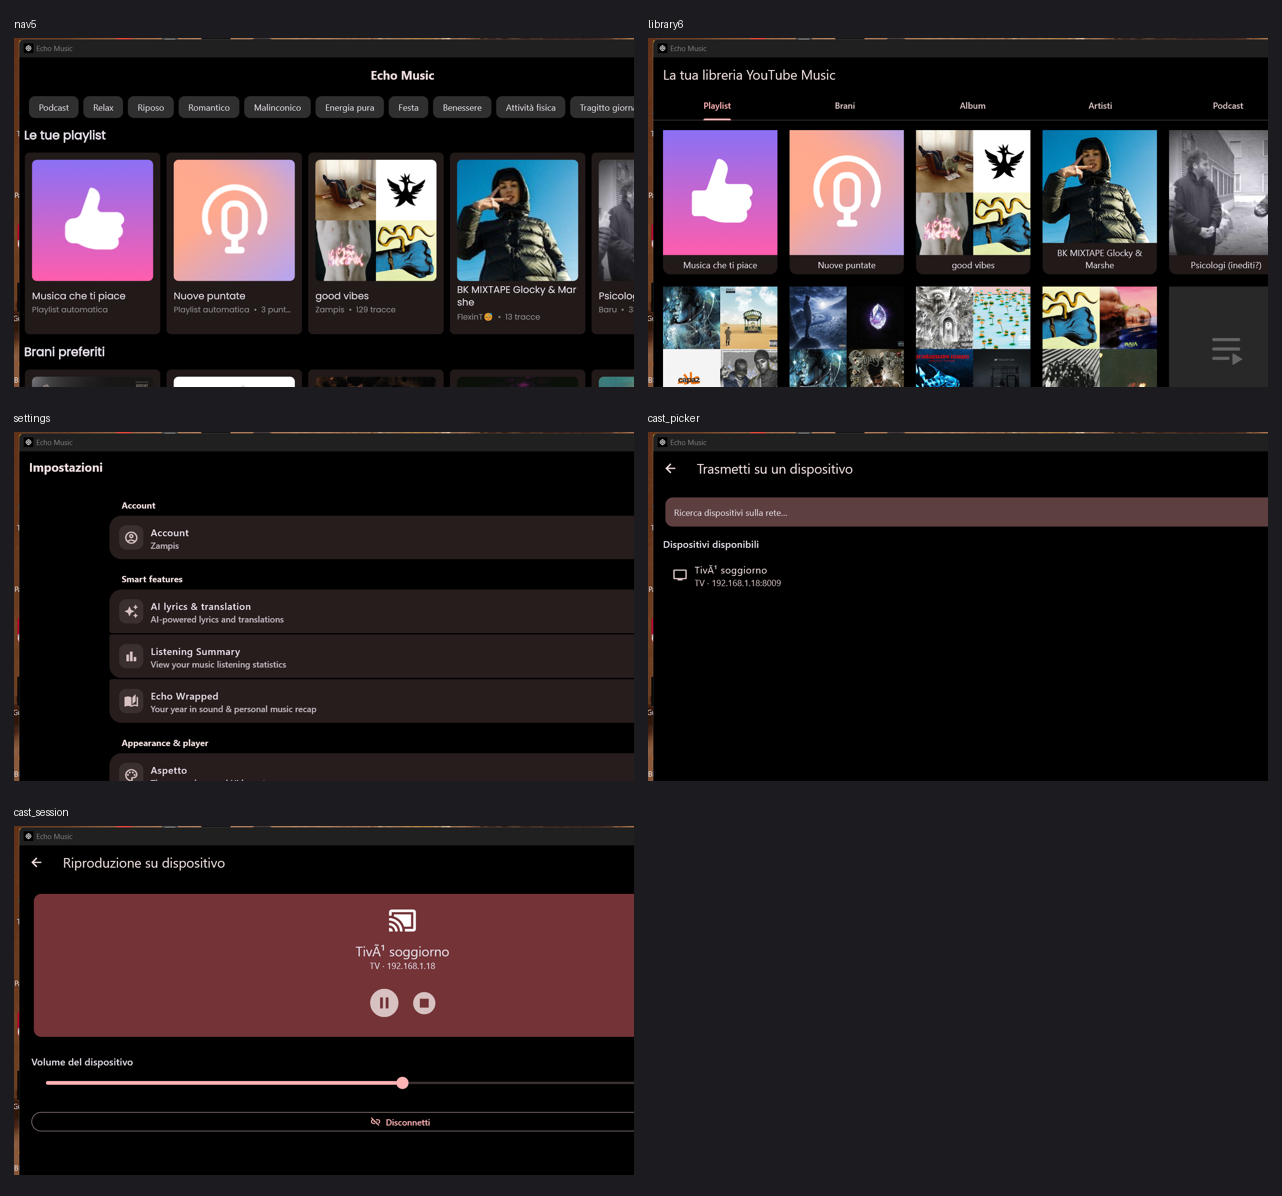 nav5
Echo Music
Echo Music
Podcast Relax Riposo Romantico Malinconico Energia pura Festa Benessere Attività fisica Tragitto giorn
Le tue playlist
Musica che ti piace
Playlist automatica
Nuove puntate
Playlist automatica • 3 punt...
good vibes
Zampis • 129 tracce
BK MIXTAPE Glocky & Mar
she
FlexinT • 13 tracce
Psicolog
Baru • 3
Brani preferiti
library6
Echo Music
La tua libreria YouTube Music
Playlist Brani Album Artisti Podcast
Musica che ti piace
Nuove puntate
good vibes
BK MIXTAPE Glocky &
Marshe
Psicologi (inediti?)
settings
Echo Music
Impostazioni
Account
Account
Zampis
Smart features
AI lyrics & translation
AI-powered lyrics and translations
Listening Summary
View your music listening statistics
Echo Wrapped
Your year in sound & personal music recap
Appearance & player
Aspetto
cast_picker
Echo Music
Trasmetti su un dispositivo
Ricerca dispositivi sulla rete...
Dispositivi disponibili
TivÃ¹ soggiorno
TV · 192.168.1.18:8009
cast_session
Echo Music
Riproduzione su dispositivo
TivÃ¹ soggiorno
TV · 192.168.1.18
Volume del dispositivo
Disconnetti